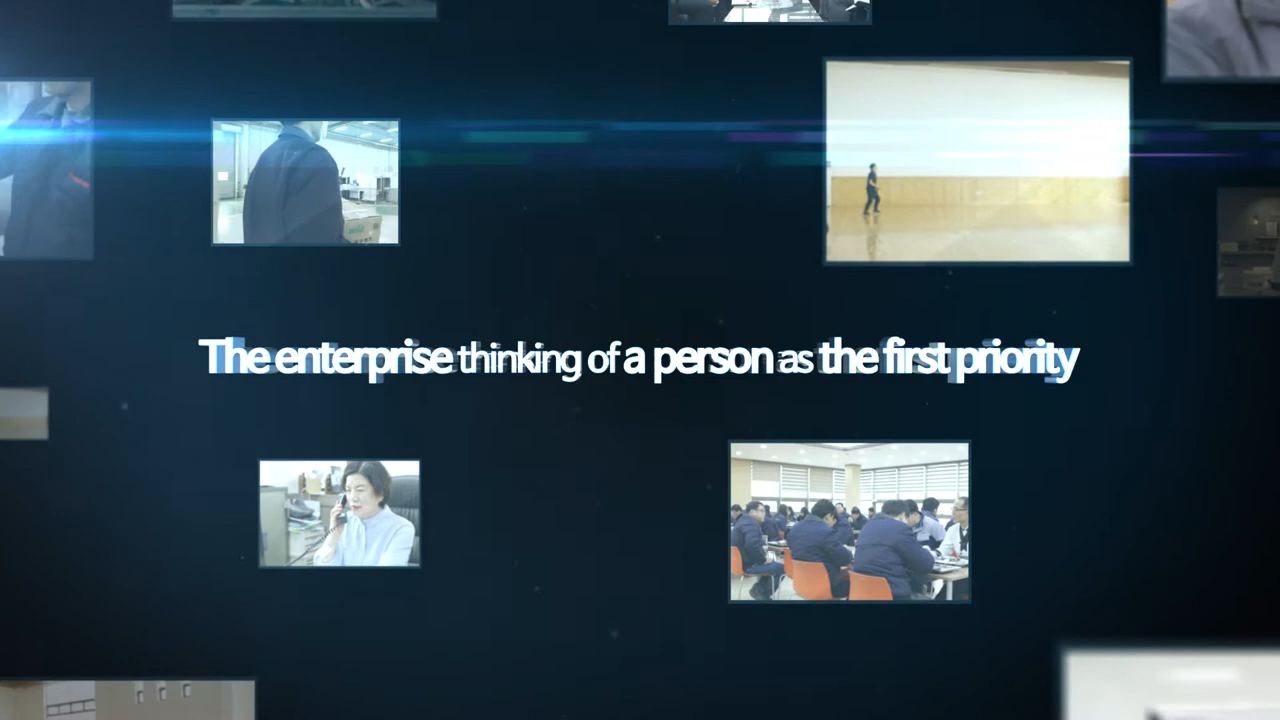 The enterprise thinking of a person as the first priority